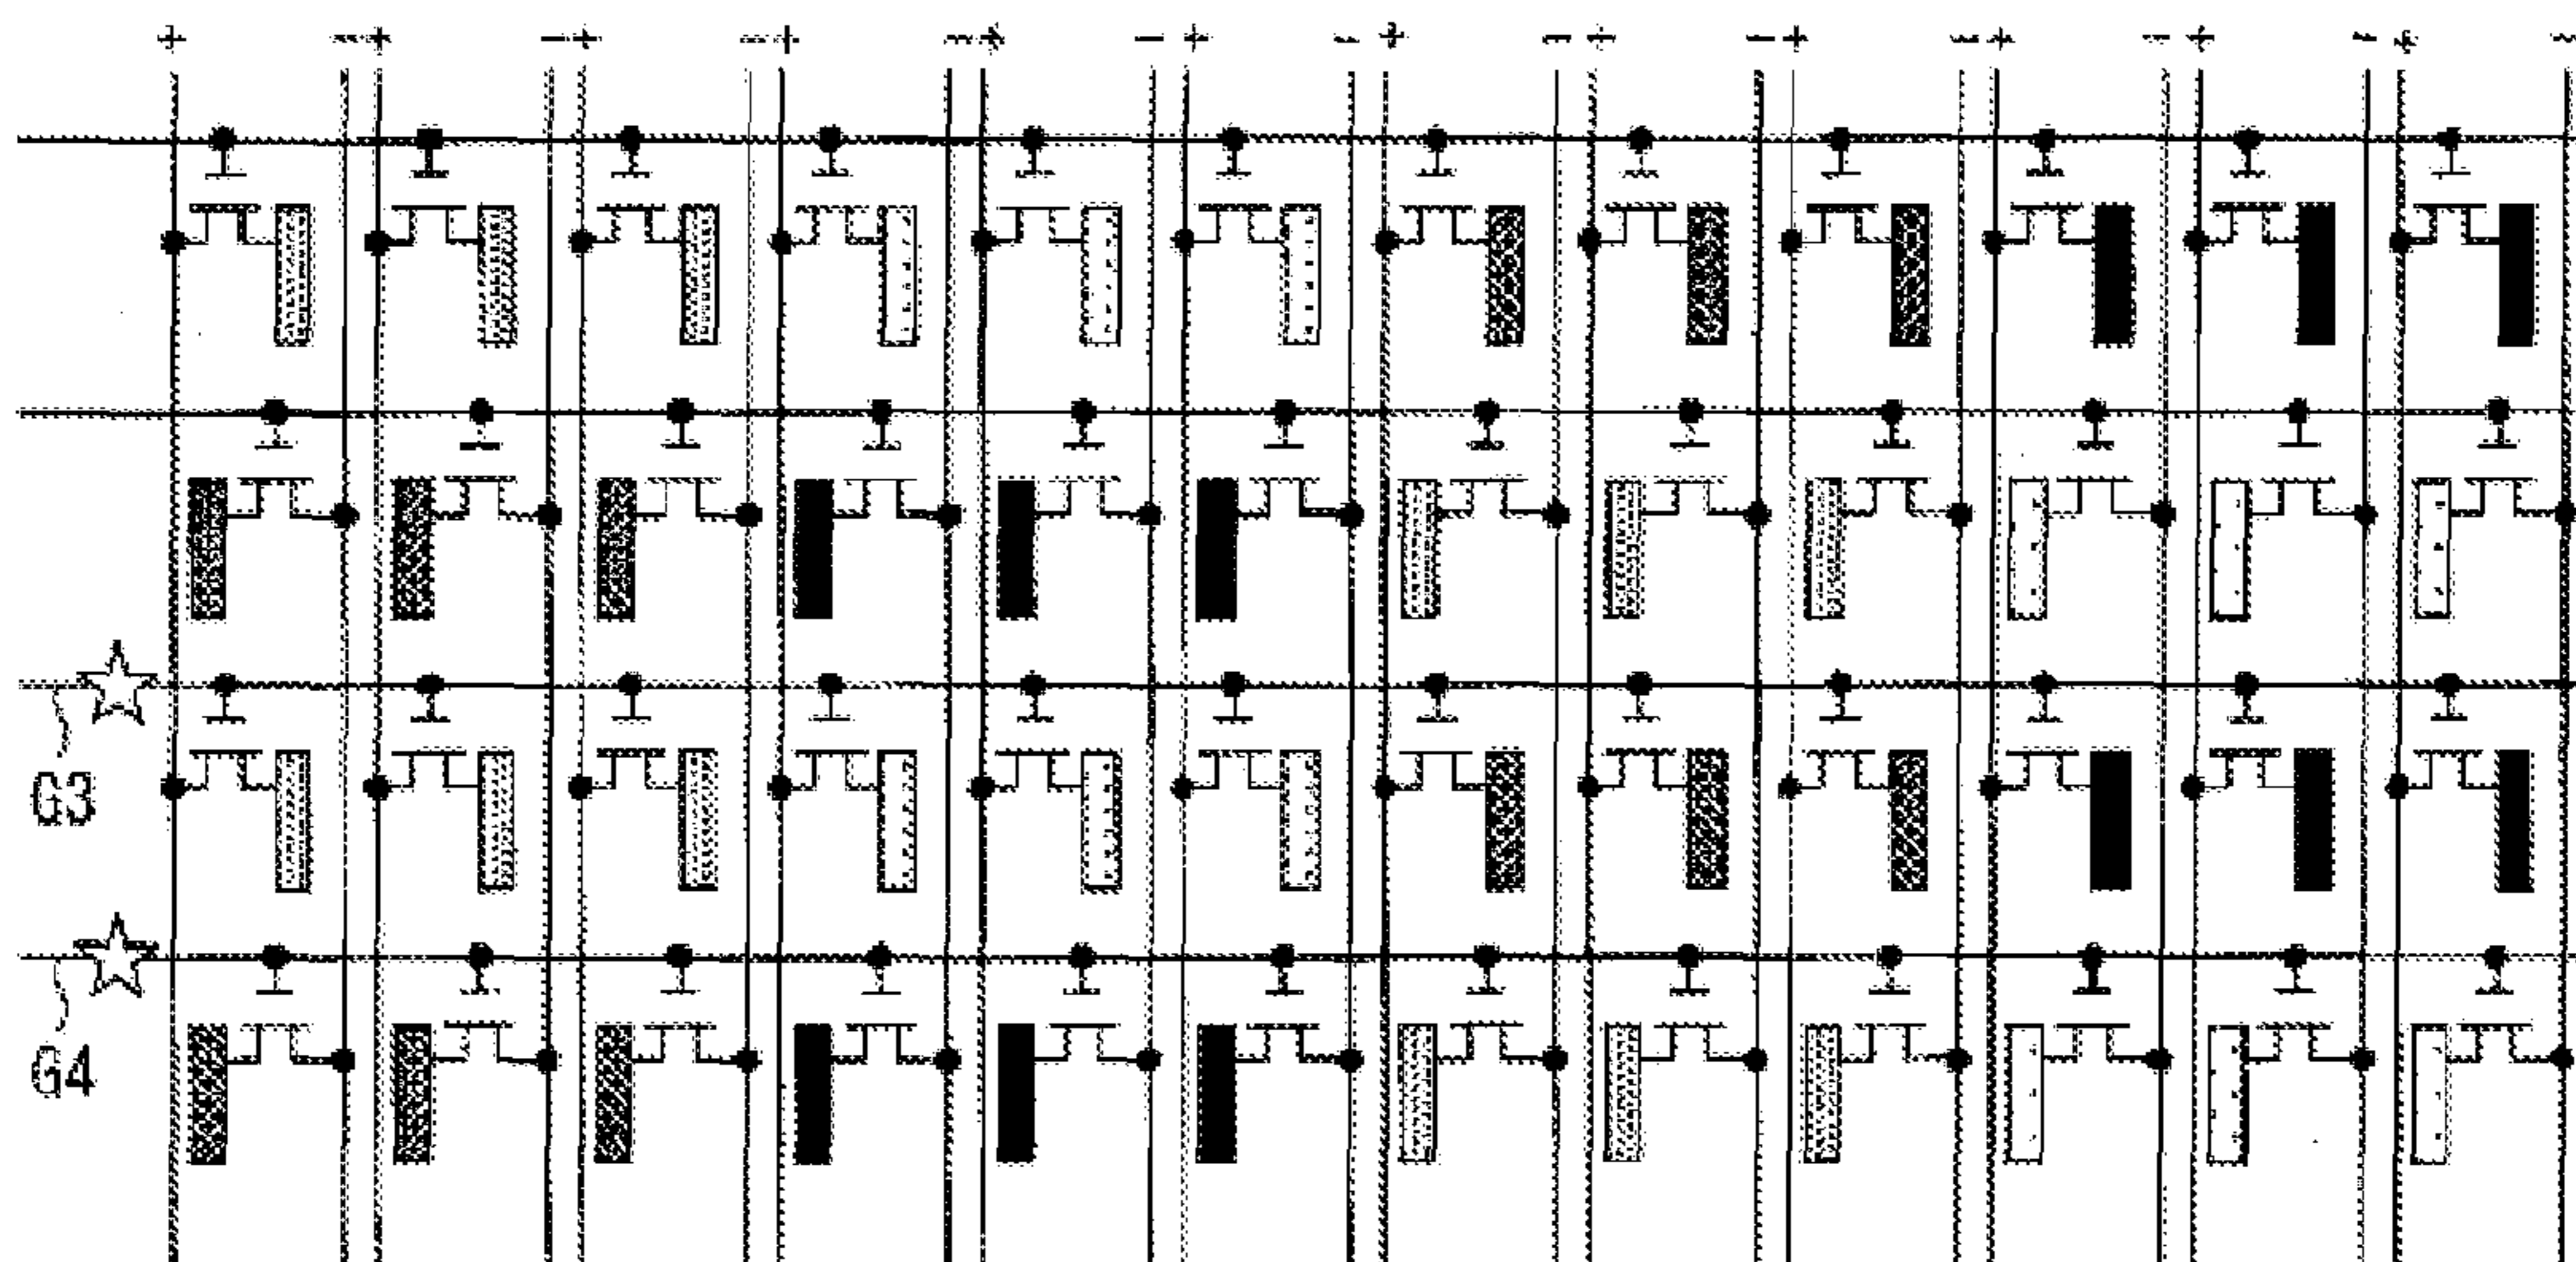 + - + - + - + - + - + - + - + - + - + - + - + -
G3
G4